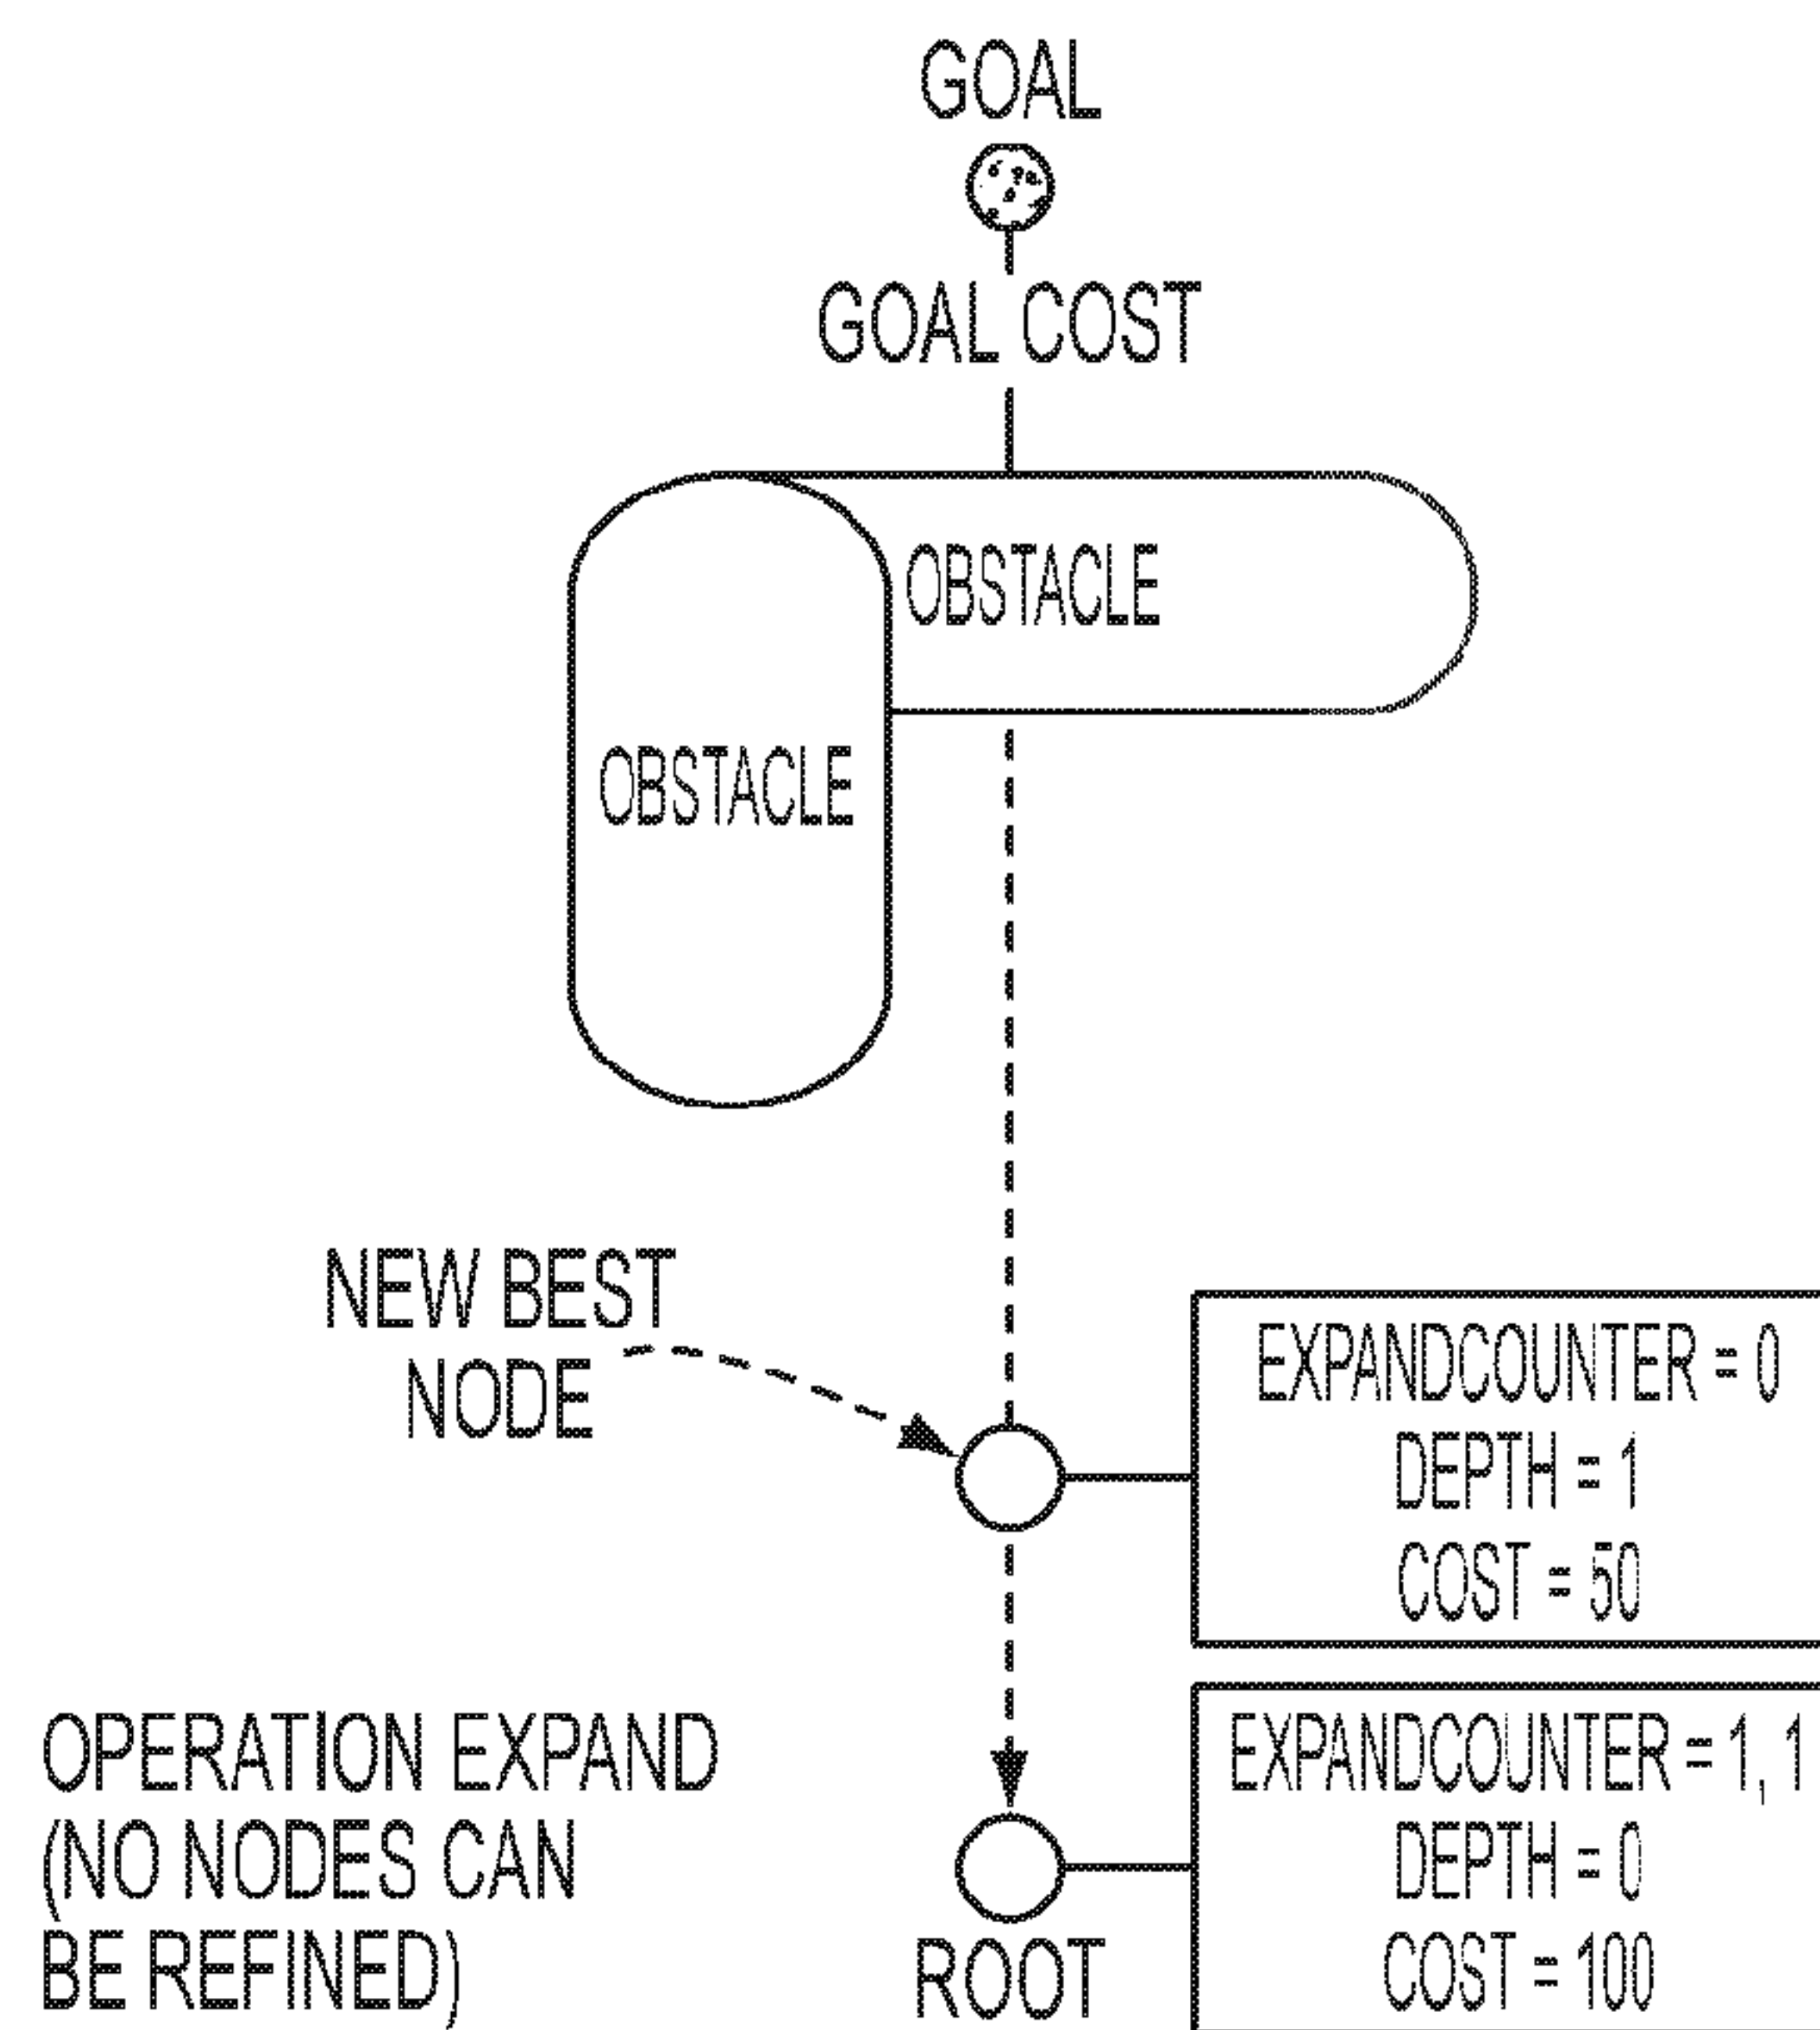 GOAL
GOAL COST
OBSTACLE
OBSTACLE
NEW BEST
NODE
EXPANDCOUNTER = 0
DEPTH = 1
COST = 50
OPERATION EXPAND
(NO NODES CAN
BE REFINED)
ROOT
EXPANDCOUNTER = 1, 1
DEPTH = 0
COST = 100